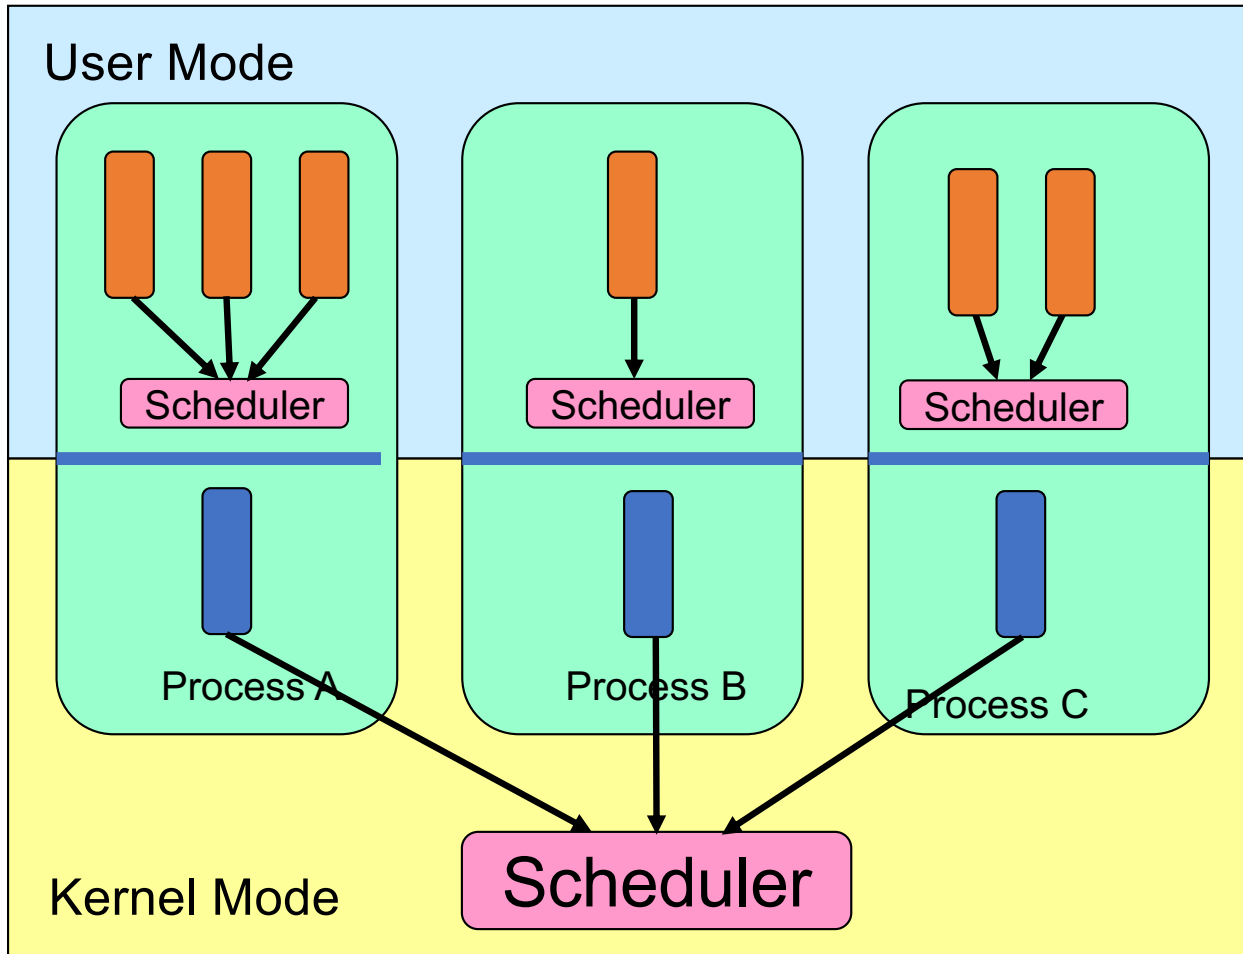 User Mode
Scheduler
Scheduler
Scheduler
Process A
Process B
Process C
Scheduler
Kernel Mode